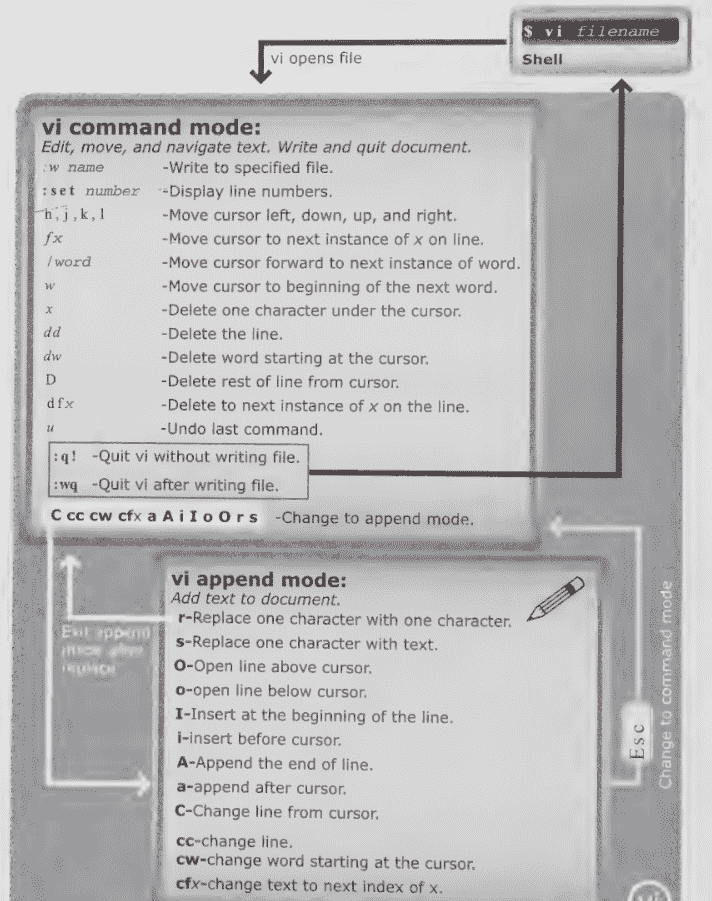 $ vi filename
Shell
vi opens file
vi command mode:
Edit, move, and navigate text. Write and quit document.
:w name -Write to specified file.
:set number -Display line numbers.
h,j,k,l -Move cursor left, down, up, and right.
fx -Move cursor to next instance of x on line.
/word -Move cursor forward to next instance of word.
w -Move cursor to beginning of the next word.
x -Delete one character under the cursor.
dd -Delete the line.
dw -Delete word starting at the cursor.
D -Delete rest of line from cursor.
dfx -Delete to next instance of x on the line.
u -Undo last command.
:q! -Quit vi without writing file.
:wq -Quit vi after writing file.
C cc cw cfx a A i I o O r s -Change to append mode.
vi append mode:
Add text to document.
r-Replace one character with one character.
s-Replace one character with text.
O-Open line above cursor.
o-open line below cursor.
I-Insert at the beginning of the line.
i-insert before cursor.
A-Append the end of line.
a-append after cursor.
C-Change line from cursor.
cc-change line.
cw-change word starting at the cursor.
cfx-change text to next index of x.
Exit append
mode after
replace
Esc
Change to command mode
vi